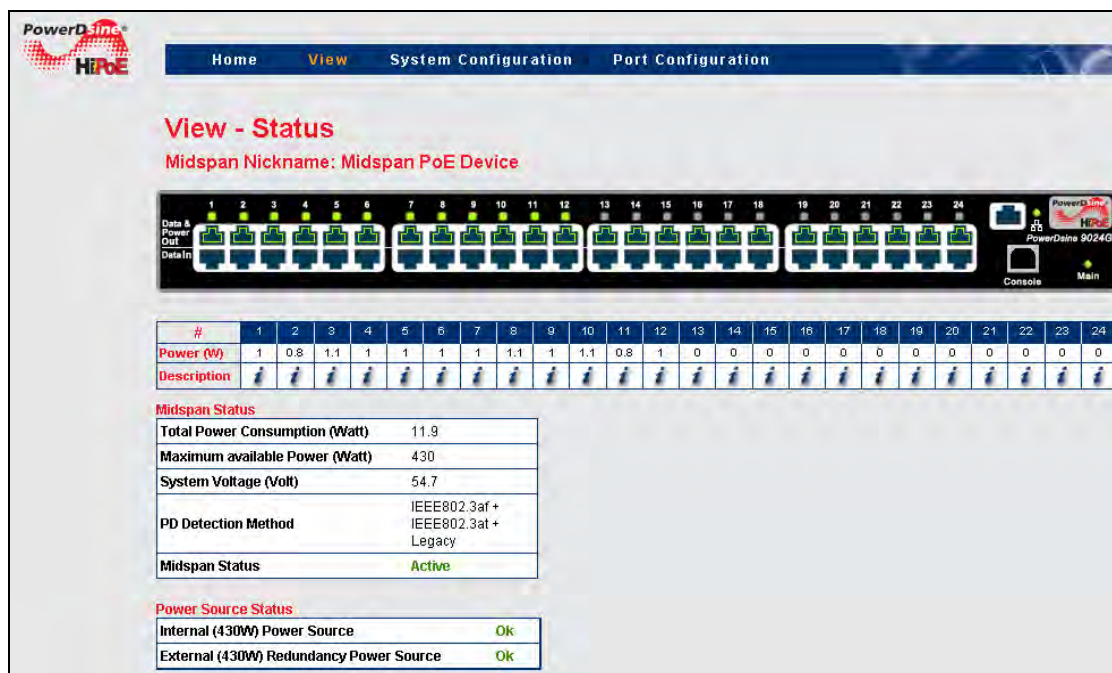 PowerDsine®
HiPoE
Home View System Configuration Port Configuration
View - Status
Midspan Nickname: Midspan PoE Device
1 2 3 4 5 6 7 8 9 10 11 12 13 14 15 16 17 18 19 20 21 22 23 24
Data & Power Out
Data In
PowerDsine®
HiPoE
PowerDsine 9024G
Console
Main
# 1 2 3 4 5 6 7 8 9 10 11 12 13 14 15 16 17 18 19 20 21 22 23 24
Power (W) 1 0.8 1.1 1 1 1 1 1.1 1 1.1 0.8 1 0 0 0 0 0 0 0 0 0 0 0 0
Description i i i i i i i i i i i i i i i i i i i i i i i i
Midspan Status
Total Power Consumption (Watt) 11.9
Maximum available Power (Watt) 430
System Voltage (Volt) 54.7
PD Detection Method IEEE802.3af +
IEEE802.3at +
Legacy
Midspan Status Active
Power Source Status
Internal (430W) Power Source Ok
External (430W) Redundancy Power Source Ok